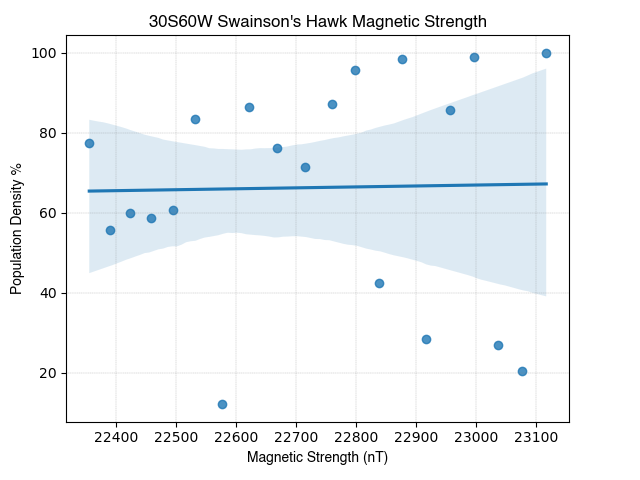 30S60W Swainson's Hawk Magnetic Strength
100
80
60
40
20
Population Density %
22400 22500 22600 22700 22800 22900 23000 23100
Magnetic Strength (nT)